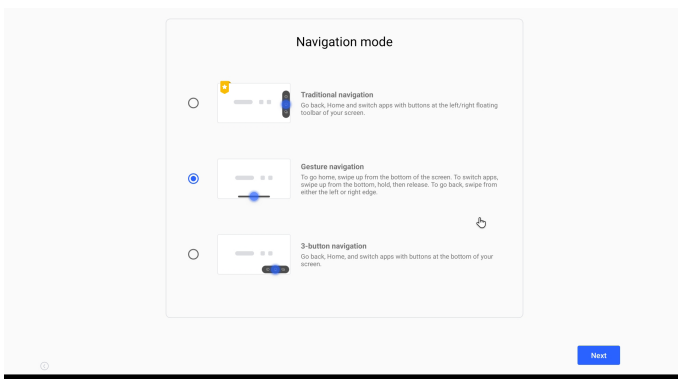 Navigation mode
Traditional navigation
Go back, Home and switch apps with buttons at the left/right floating
toolbar of your screen.
Gesture navigation
To go home, swipe up from the bottom of the screen. To switch apps,
swipe up from the bottom, hold, then release. To go back, swipe from
either the left or right edge.
3-button navigation
Go back, Home, and switch apps with buttons at the bottom of your
screen.
Next